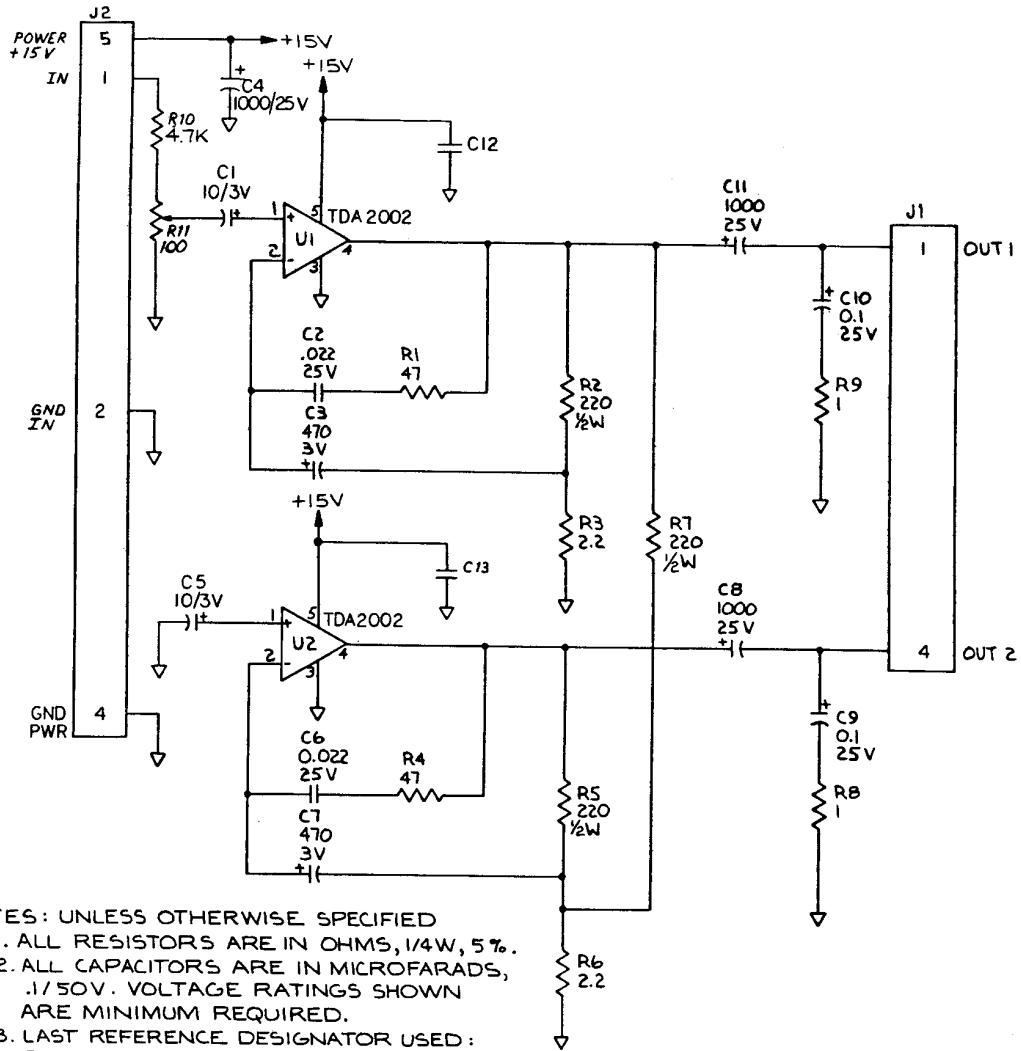 J2
POWER
+15V
5
+15V
IN
1
+
C4
1000/25V
+15V
R10
4.7K
C12
C1
10/3V
+
R11
100
1
+
5
TDA2002
U1
4
2
-
3
C11
1000
25V
+
J1
1
OUT 1
+
C10
0.1
25V
R9
1
C2
.022
25V
R1
47
R2
220
½W
C3
470
3V
+
GND
IN
2
+15V
R3
2.2
R7
220
½W
C13
C5
10/3V
+
1
+
5
TDA2002
U2
4
2
-
3
C8
1000
25V
+
4
OUT 2
GND
PWR
4
+
C9
0.1
25V
R8
1
C6
0.022
25V
R4
47
R5
220
½W
C7
470
3V
+
R6
2.2
TES: UNLESS OTHERWISE SPECIFIED
. ALL RESISTORS ARE IN OHMS, 1/4W, 5%.
2. ALL CAPACITORS ARE IN MICROFARADS,
.1/50V. VOLTAGE RATINGS SHOWN
ARE MINIMUM REQUIRED.
3. LAST REFERENCE DESIGNATOR USED: